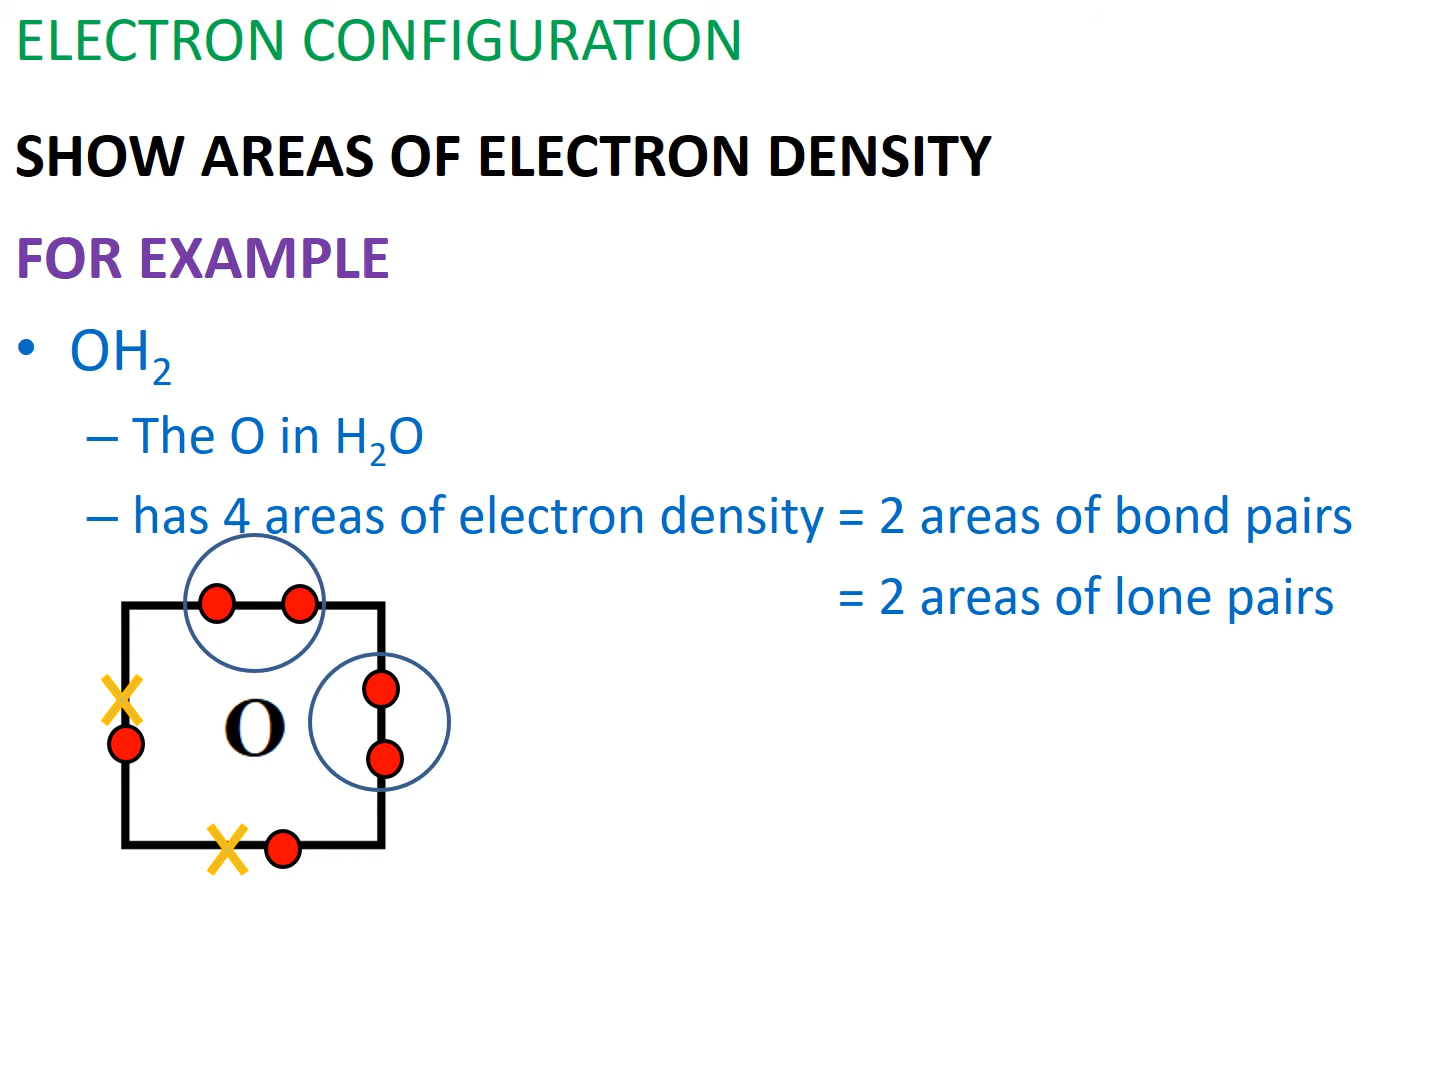 ELECTRON CONFIGURATION
SHOW AREAS OF ELECTRON DENSITY
FOR EXAMPLE
• OH₂
– The O in H₂O
– has 4 areas of electron density = 2 areas of bond pairs
= 2 areas of lone pairs
O